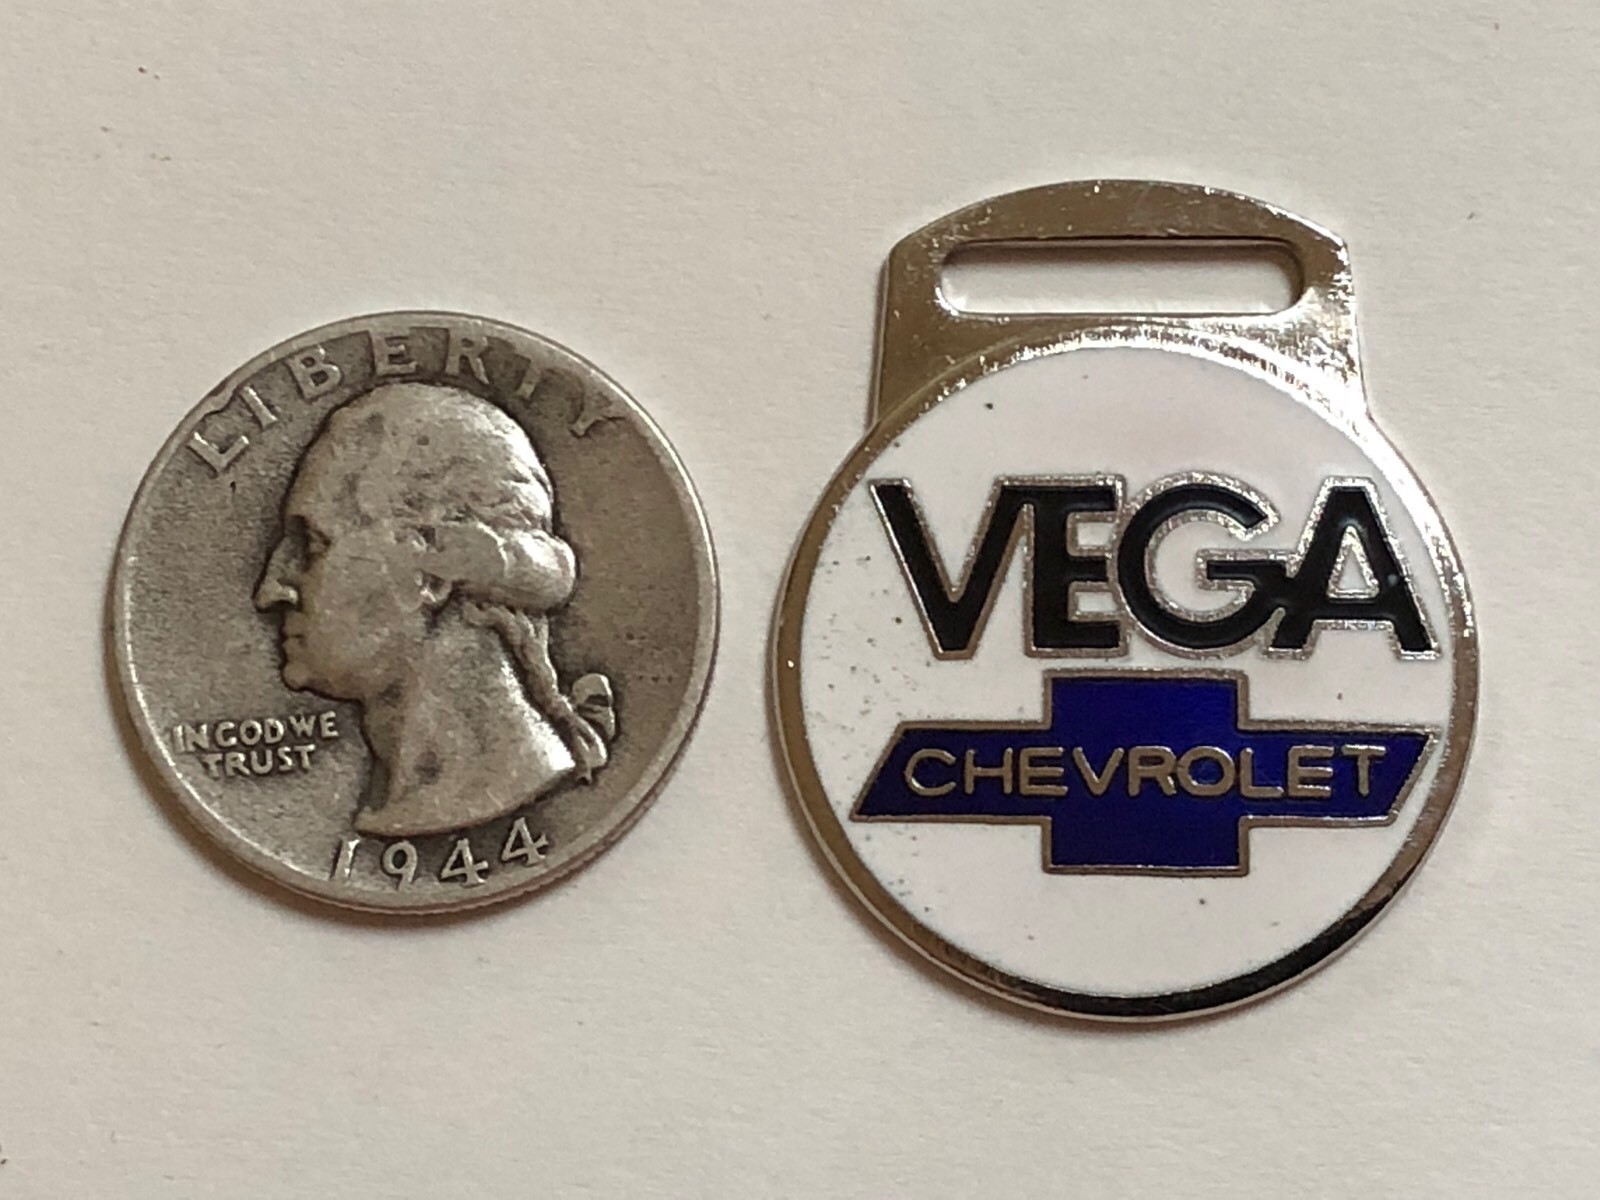 LIBERTY
IN GOD WE
TRUST
1944
VEGA
CHEVROLET